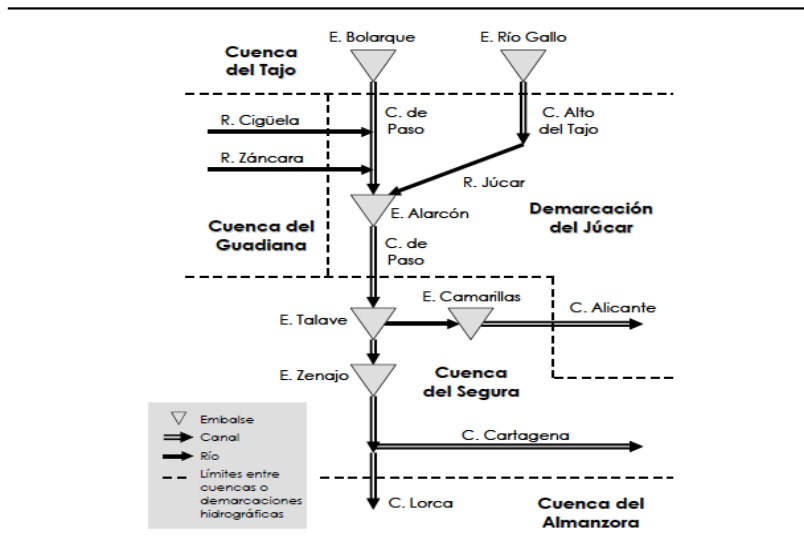 E. Bolarque
E. Río Gallo
Cuenca
del Tajo
R. Cigüela
C. de
Paso
C. Alto
del Tajo
R. Záncara
R. Júcar
E. Alarcón
Cuenca del
Guadiana
Demarcación
del Júcar
C. de
Paso
E. Camarillas
E. Talave
C. Alicante
E. Zenajo
Cuenca
del Segura
Embalse
Canal
Río
Límites entre
cuencas o
demarcaciones
hidrográficas
C. Cartagena
C. Lorca
Cuenca del
Almanzora